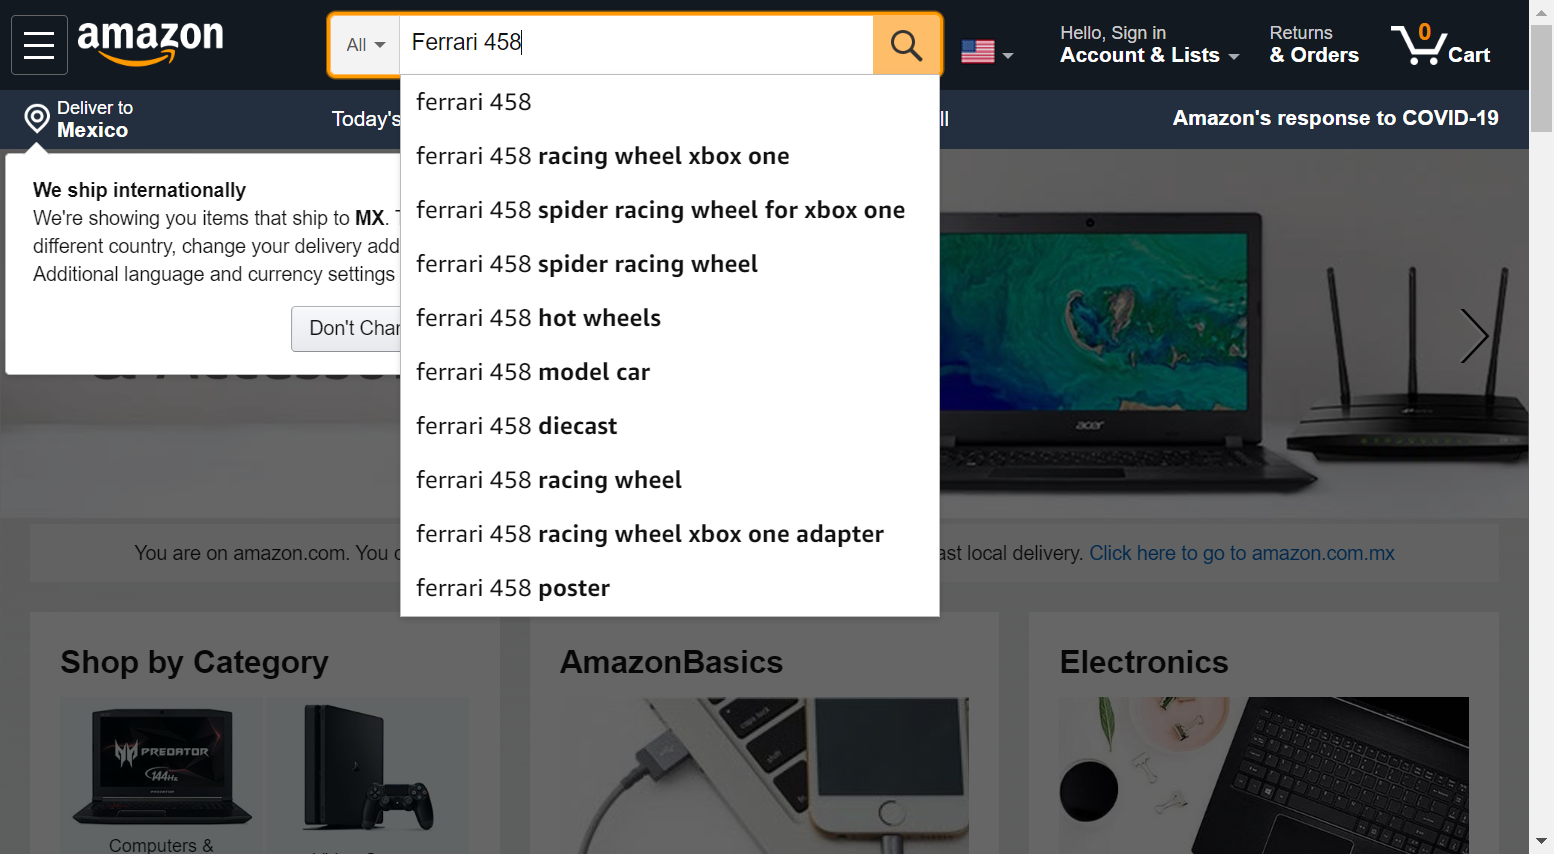 amazon
All
Ferrari 458
Hello, Sign in
Account & Lists
Returns
& Orders
0
Cart
Deliver to
Mexico
Today's
ll
Amazon's response to COVID-19
ferrari 458
ferrari 458 racing wheel xbox one
ferrari 458 spider racing wheel for xbox one
ferrari 458 spider racing wheel
ferrari 458 hot wheels
ferrari 458 model car
ferrari 458 diecast
ferrari 458 racing wheel
ferrari 458 racing wheel xbox one adapter
ferrari 458 poster
We ship internationally
We're showing you items that ship to MX.
different country, change your delivery add
Additional language and currency settings
Don't Chan
acer
You are on amazon.com. You
ast local delivery. Click here to go to amazon.com.mx
Shop by Category
AmazonBasics
Electronics
PREDATOR
144Hz
Computers &